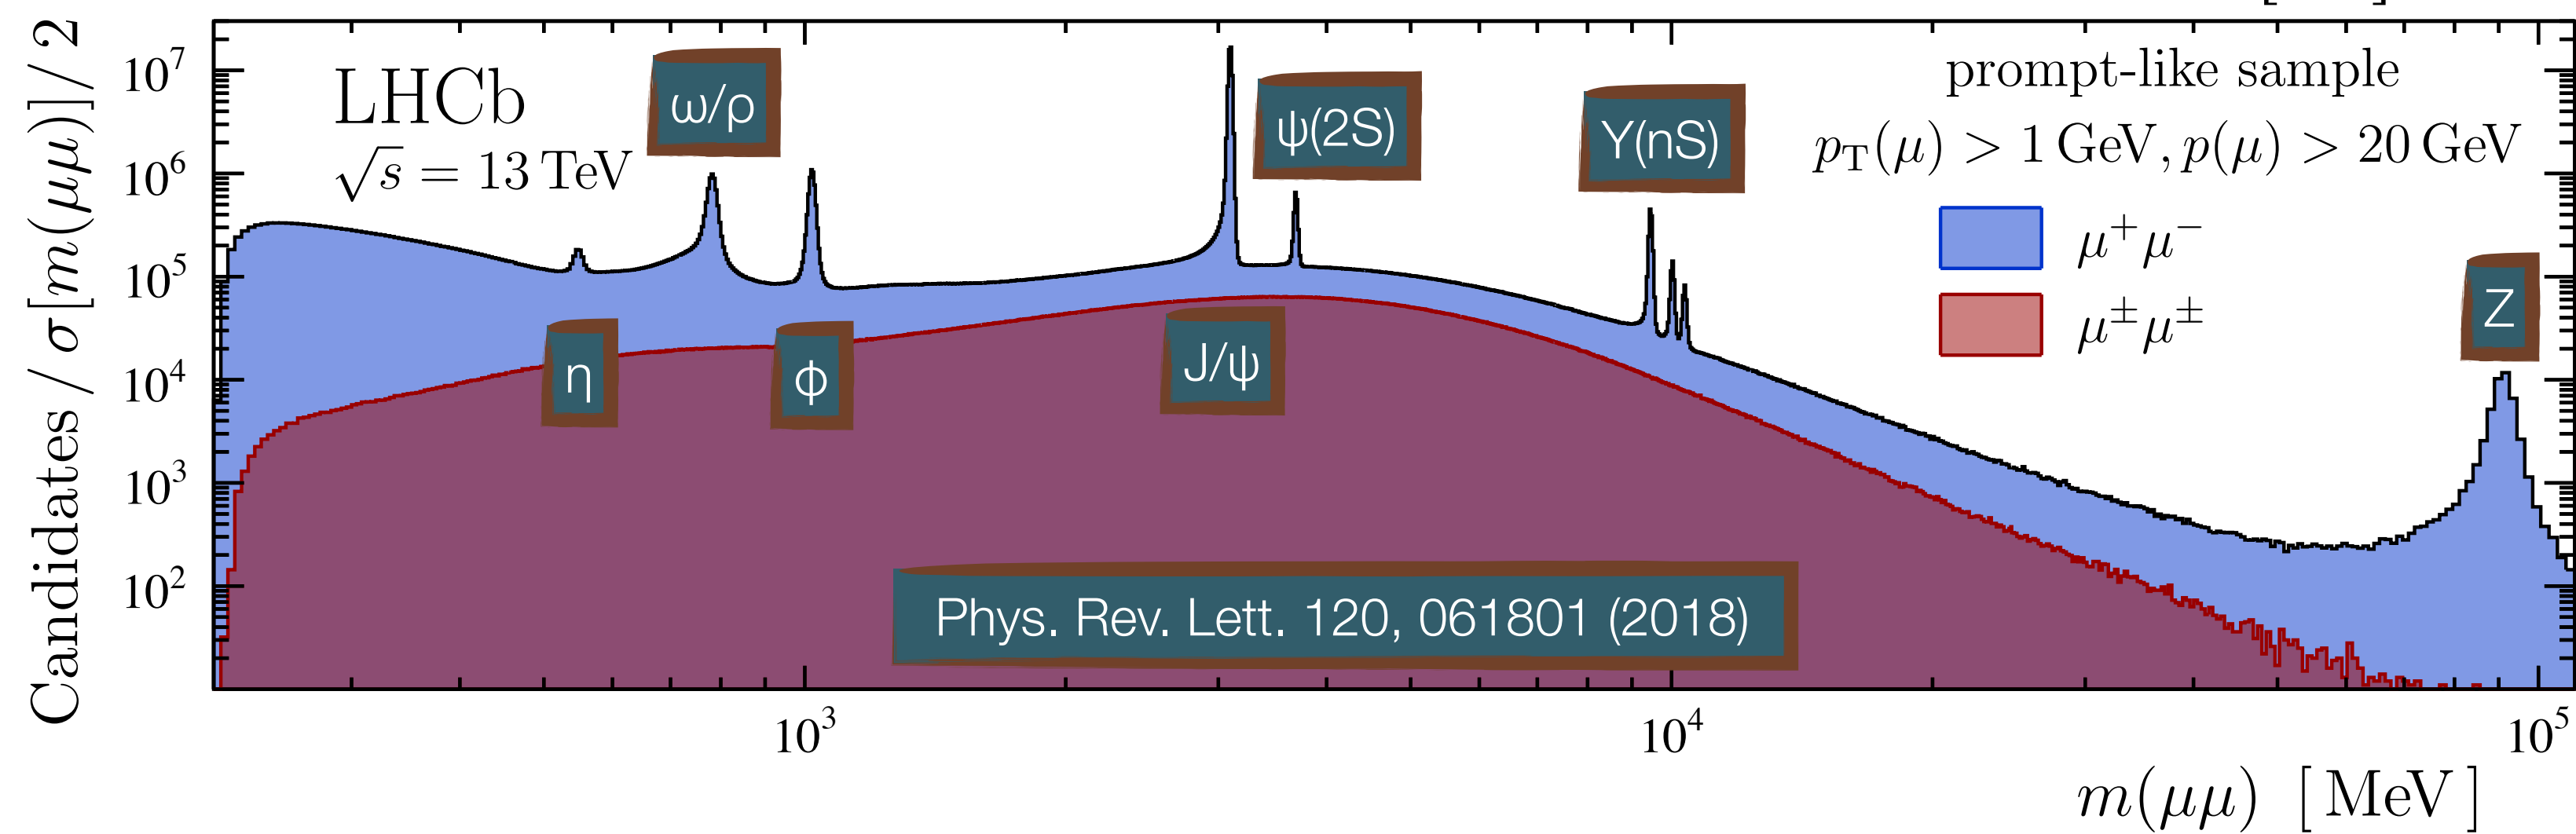 Candidates / σ[m(μμ)]/ 2
10⁷
10⁶
10⁵
10⁴
10³
10²
LHCb
√s = 13 TeV
ω/ρ
η
ϕ
J/ψ
ψ(2S)
Y(nS)
Z
prompt-like sample
p_T(μ) > 1 GeV, p(μ) > 20 GeV
μ⁺μ⁻
μ^±μ^±
Phys. Rev. Lett. 120, 061801 (2018)
10³ 10⁴ 10⁵
m(μμ) [ MeV ]